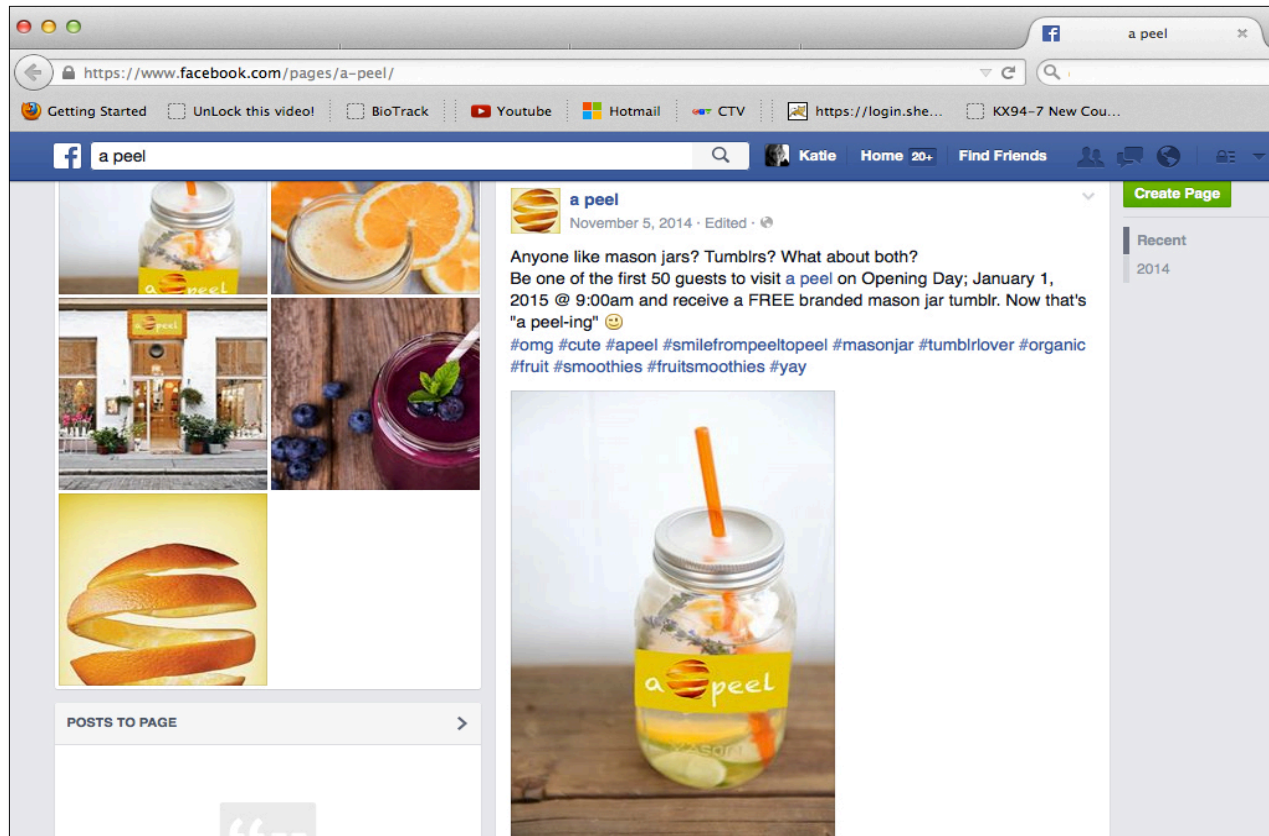 a peel
https://www.facebook.com/pages/a-peel/
Getting Started UnLock this video! BioTrack Youtube Hotmail CTV https://login.she... KX94-7 New Cou...
a peel Katie Home 20+ Find Friends
a peel
a peel
a peel
November 5, 2014 · Edited ·
Anyone like mason jars? Tumblrs? What about both?
Be one of the first 50 guests to visit a peel on Opening Day; January 1,
2015 @ 9:00am and receive a FREE branded mason jar tumblr. Now that's
"a peel-ing" 😉
#omg #cute #apeel #smilefrompeeltopeel #masonjar #tumblrlover #organic
#fruit #smoothies #fruitsmoothies #yay
a peel
Mason
Create Page
Recent
2014
POSTS TO PAGE